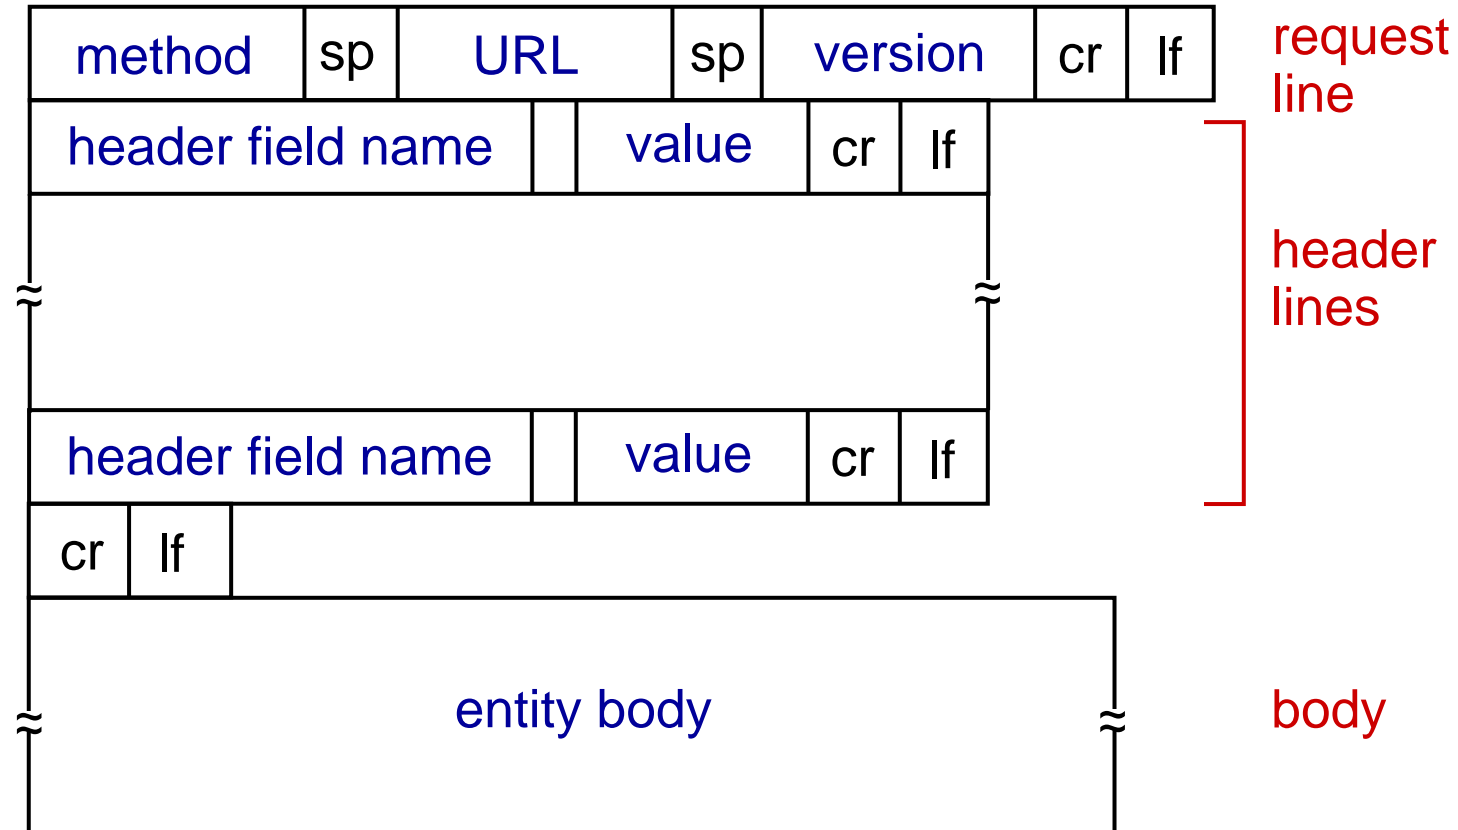 method sp URL sp version cr lf
request
line
header field name value cr lf
header
lines
header field name value cr lf
cr lf
entity body
body